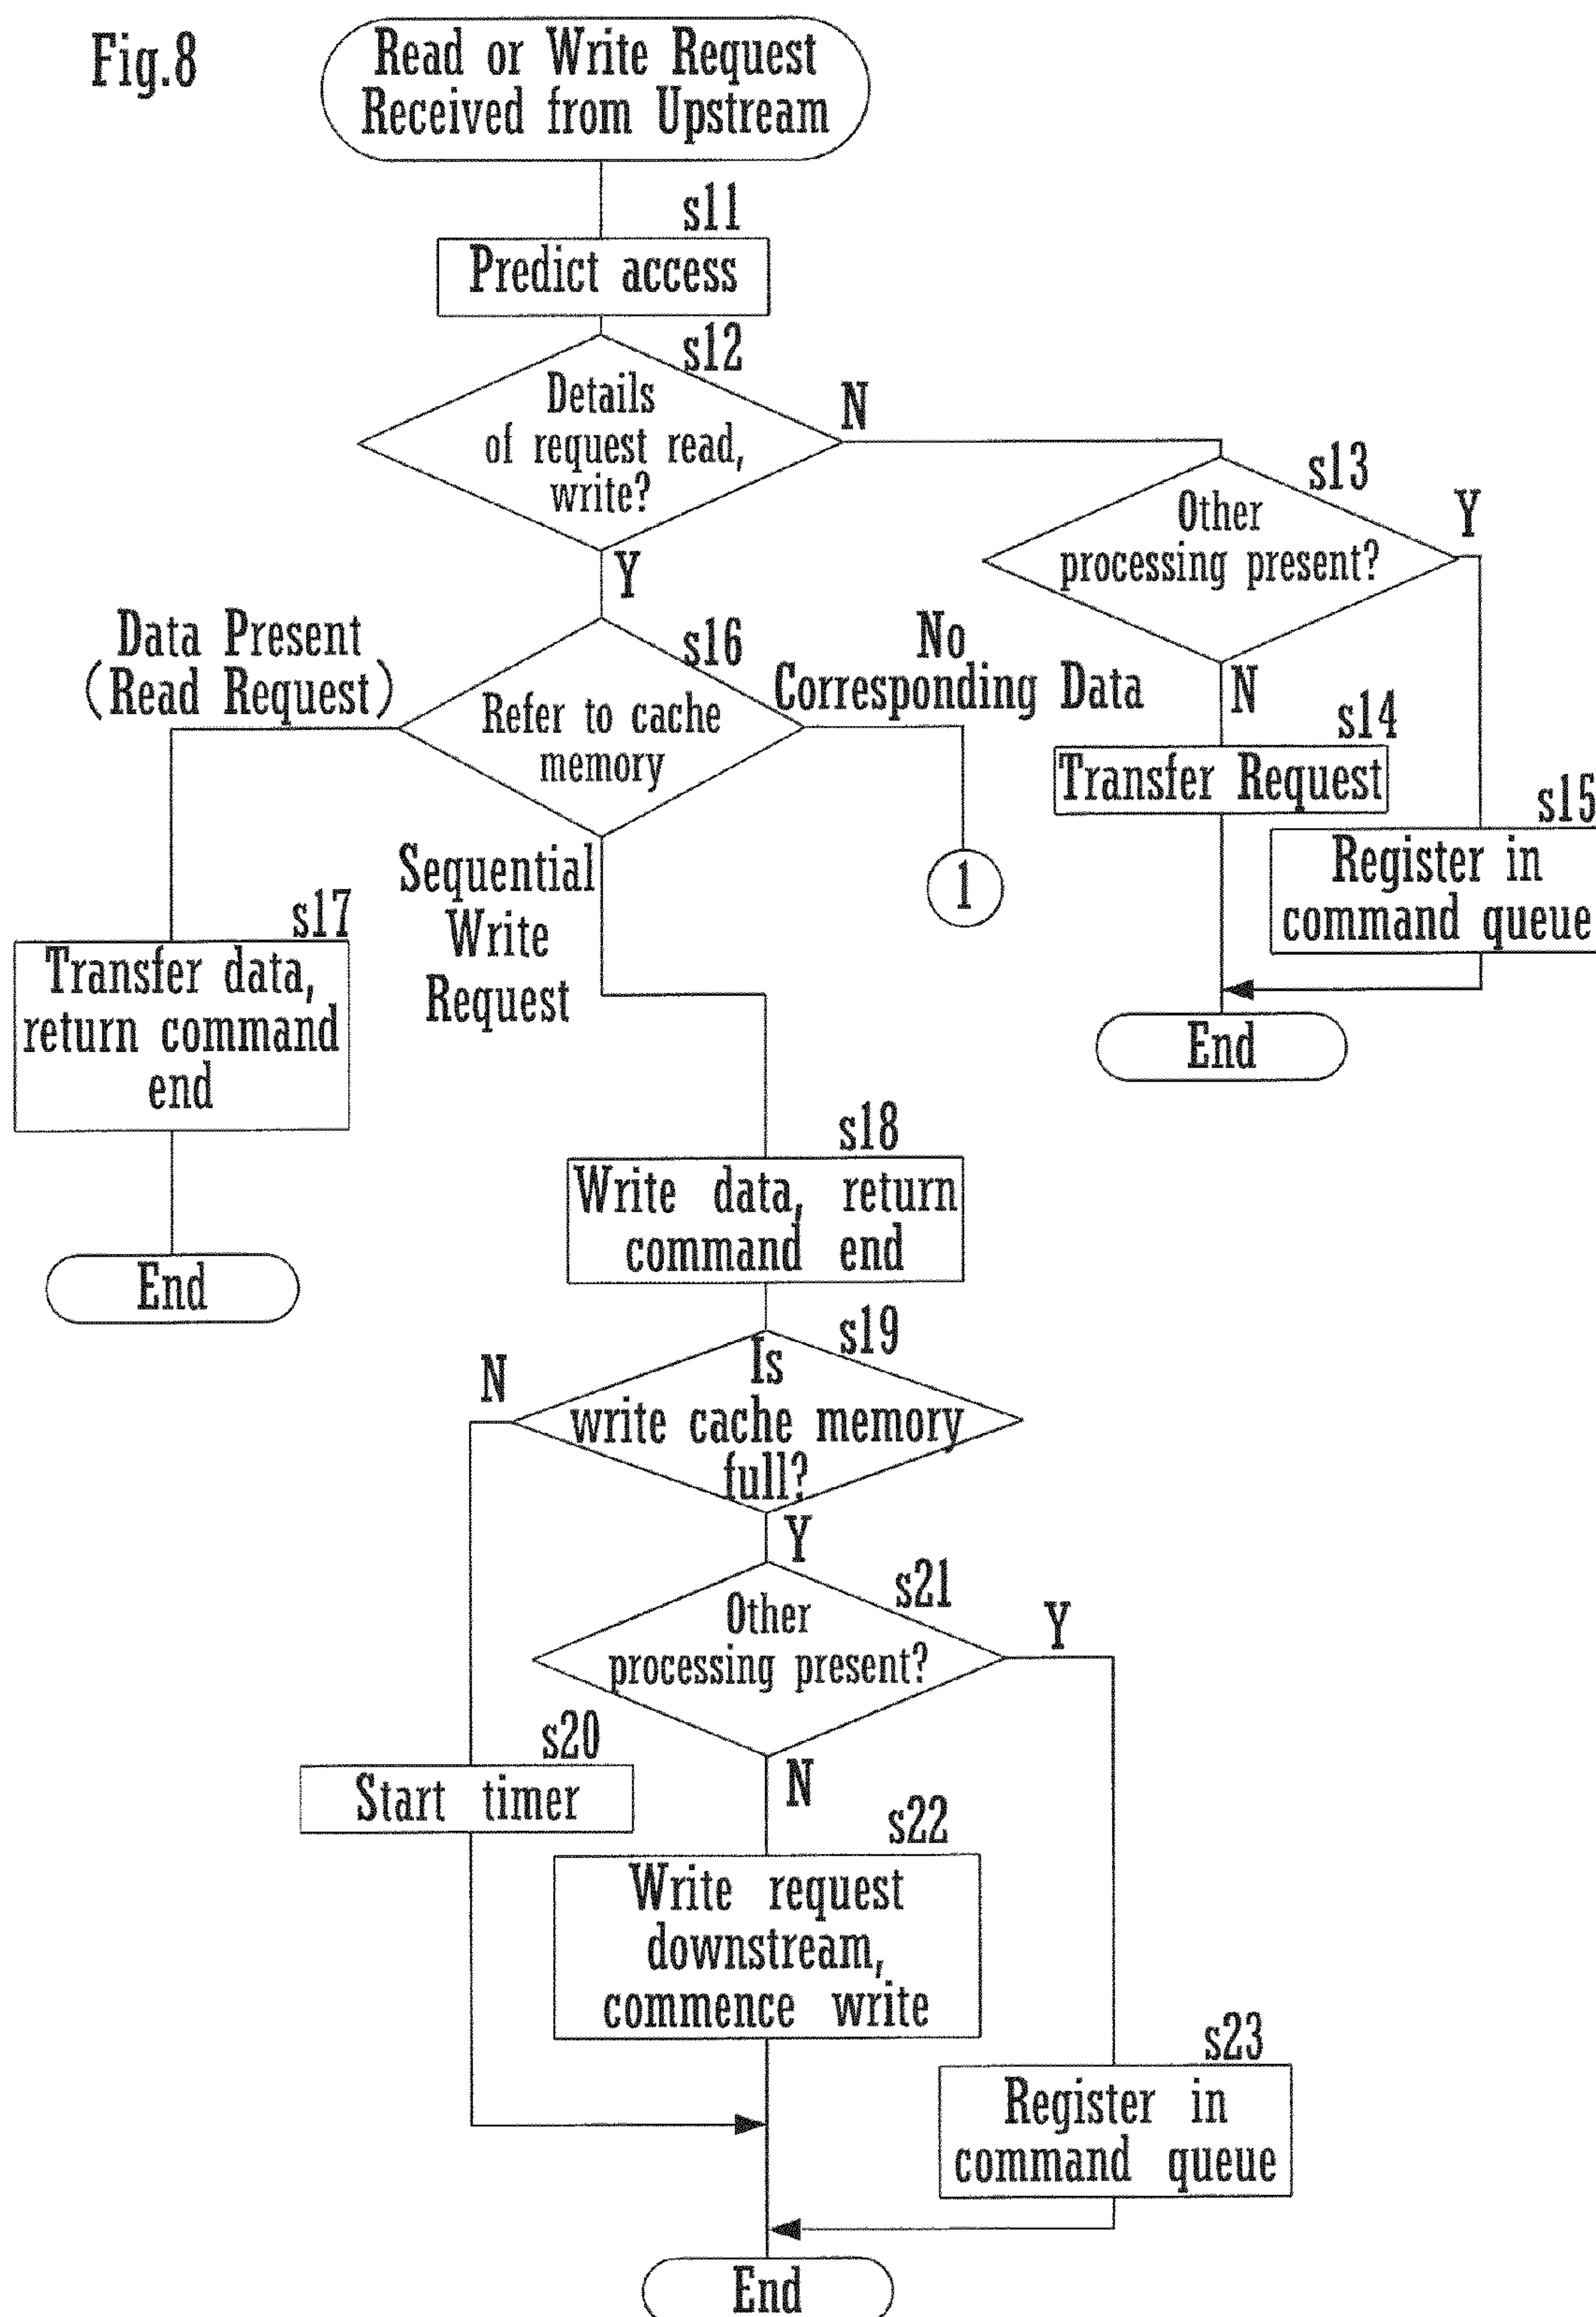 Fig.8
Read or Write Request
Received from Upstream
s11
Predict access
s12
Details
of request read,
write?
N
Y
s13
Other
processing present?
Y
N
s14
Transfer Request
s15
Register in
command queue
End
s16
Refer to cache
memory
Data Present
(Read Request)
No
Corresponding Data
1
Sequential
Write
Request
s17
Transfer data,
return command
end
End
s18
Write data, return
command end
s19
Is
write cache memory
full?
N
Y
s21
Other
processing present?
Y
N
s20
Start timer
s22
Write request
downstream,
commence write
s23
Register in
command queue
End